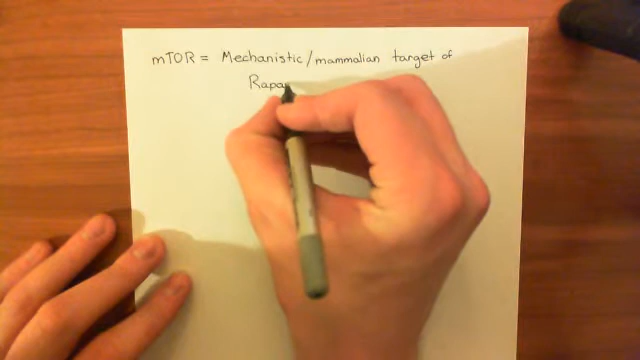 mTOR = Mechanistic/mammalian target of
Rapa